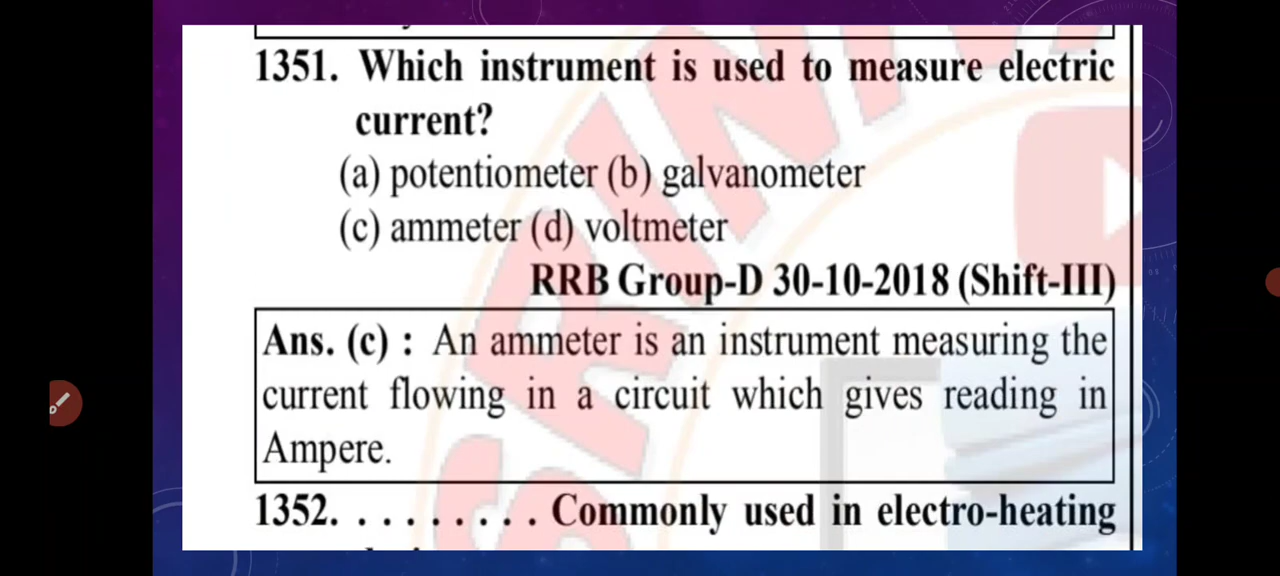 1351. Which instrument is used to measure electric
current?
(a) potentiometer (b) galvanometer
(c) ammeter (d) voltmeter
RRB Group-D 30-10-2018 (Shift-III)
Ans. (c) : An ammeter is an instrument measuring the
current flowing in a circuit which gives reading in
Ampere.
1352. . . . . . . . . . Commonly used in electro-heating